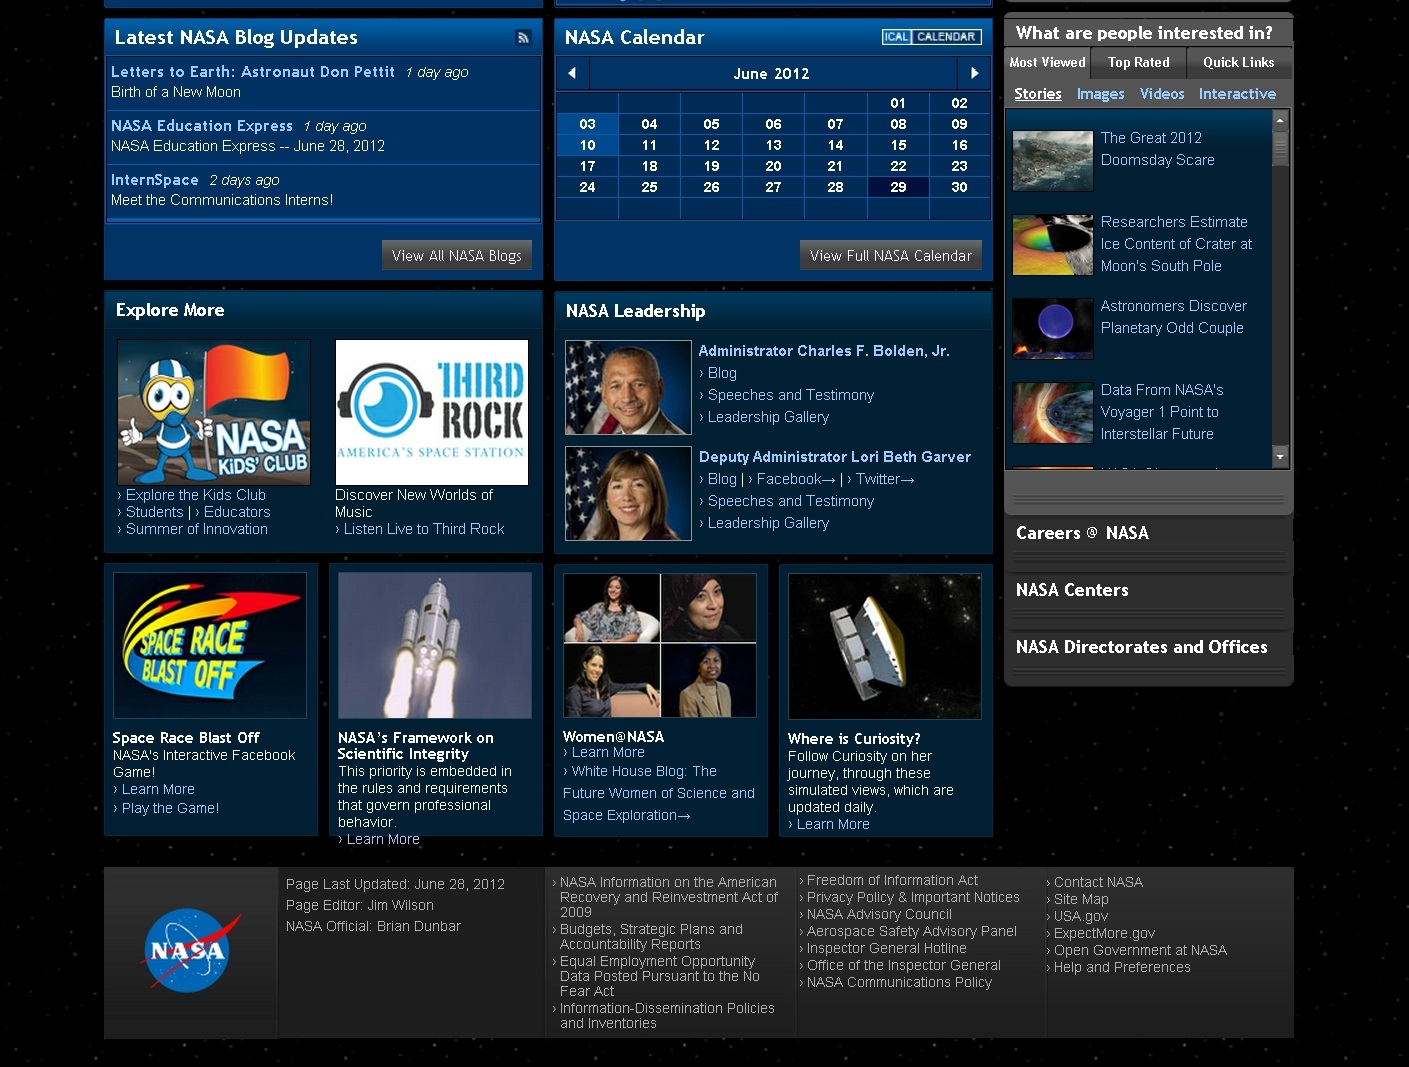 Latest NASA Blog Updates
Letters to Earth: Astronaut Don Pettit 1 day ago
Birth of a New Moon
NASA Education Express 1 day ago
NASA Education Express -- June 28, 2012
InternSpace 2 days ago
Meet the Communications Interns!
View All NASA Blogs
NASA Calendar
ICAL CALENDAR
June 2012
01 02
03 04 05 06 07 08 09
10 11 12 13 14 15 16
17 18 19 20 21 22 23
24 25 26 27 28 29 30
View Full NASA Calendar
What are people interested in?
Most Viewed Top Rated Quick Links
Stories Images Videos Interactive
The Great 2012
Doomsday Scare
Researchers Estimate
Ice Content of Crater at
Moon's South Pole
Astronomers Discover
Planetary Odd Couple
Data From NASA's
Voyager 1 Point to
Interstellar Future
Careers @ NASA
NASA Centers
NASA Directorates and Offices
Explore More
NASA
KiDS' CLUB
› Explore the Kids Club
› Students | › Educators
› Summer of Innovation
THIRD
ROCK
AMERICA'S SPACE STATION
Discover New Worlds of
Music
› Listen Live to Third Rock
NASA Leadership
Administrator Charles F. Bolden, Jr.
› Blog
› Speeches and Testimony
› Leadership Gallery
Deputy Administrator Lori Beth Garver
› Blog | › Facebook→ | › Twitter→
› Speeches and Testimony
› Leadership Gallery
SPACE RACE
BLAST OFF
Space Race Blast Off
NASA's Interactive Facebook
Game!
› Learn More
› Play the Game!
NASA's Framework on
Scientific Integrity
This priority is embedded in
the rules and requirements
that govern professional
behavior.
› Learn More
Women@NASA
› Learn More
› White House Blog: The
Future Women of Science and
Space Exploration→
Where is Curiosity?
Follow Curiosity on her
journey, through these
simulated views, which are
updated daily.
› Learn More
NASA
Page Last Updated: June 28, 2012
Page Editor: Jim Wilson
NASA Official: Brian Dunbar
› NASA Information on the American
Recovery and Reinvestment Act of
2009
› Budgets, Strategic Plans and
Accountability Reports
› Equal Employment Opportunity
Data Posted Pursuant to the No
Fear Act
› Information-Dissemination Policies
and Inventories
› Freedom of Information Act
› Privacy Policy & Important Notices
› NASA Advisory Council
› Aerospace Safety Advisory Panel
› Inspector General Hotline
› Office of the Inspector General
› NASA Communications Policy
› Contact NASA
› Site Map
› USA.gov
› ExpectMore.gov
› Open Government at NASA
› Help and Preferences